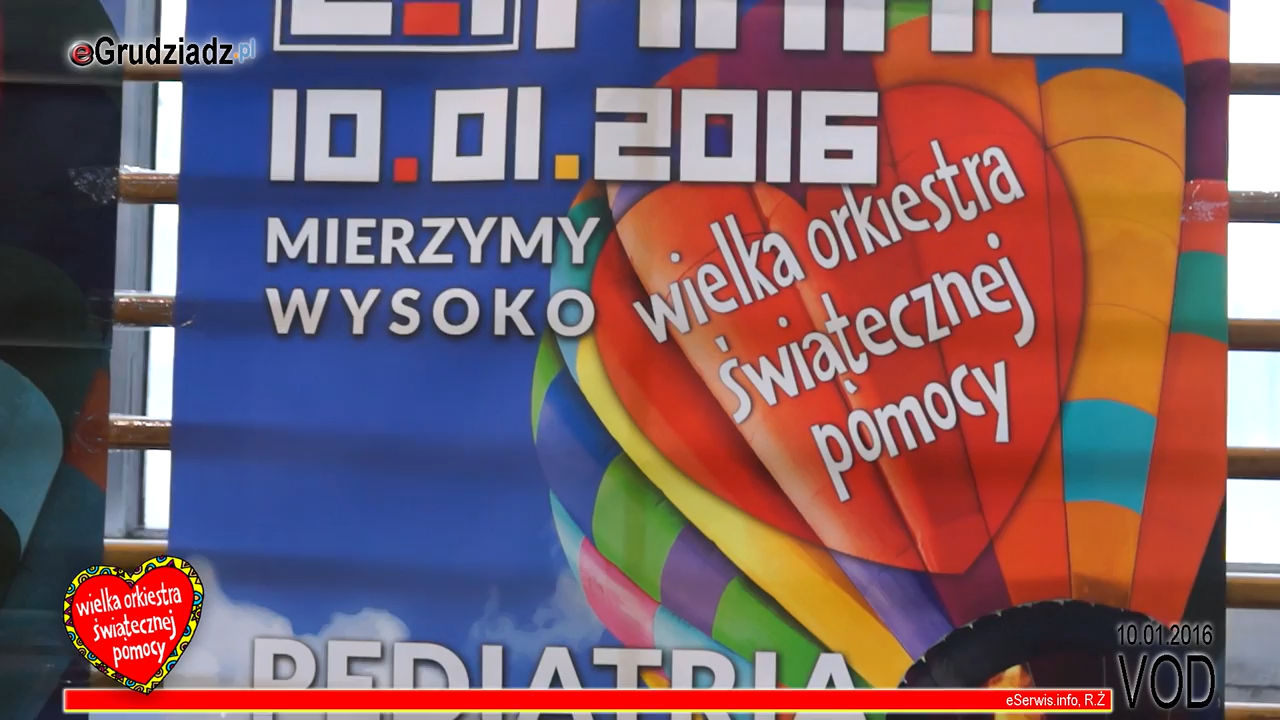 eGrudziadz.pl
10.01.2016
MIERZYMY
WYSOKO
wielka orkiestra
świątecznej
pomocy
wielka orkiestra
świątecznej
pomocy
PEDIATRIA
10.01.2016
VOD
eSerwis.info, R.Ż